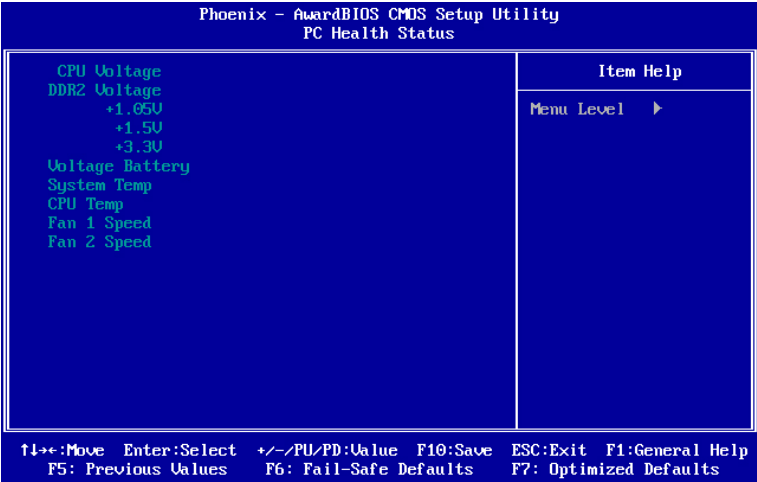 Phoenix - AwardBIOS CMOS Setup Utility
PC Health Status
CPU Voltage
DDR2 Voltage
+1.05V
+1.5V
+3.3V
Voltage Battery
System Temp
CPU Temp
Fan 1 Speed
Fan 2 Speed
Item Help
Menu Level ▶
↑↓→←:Move Enter:Select +/-/PU/PD:Value F10:Save ESC:Exit F1:General Help
F5: Previous Values F6: Fail-Safe Defaults F7: Optimized Defaults